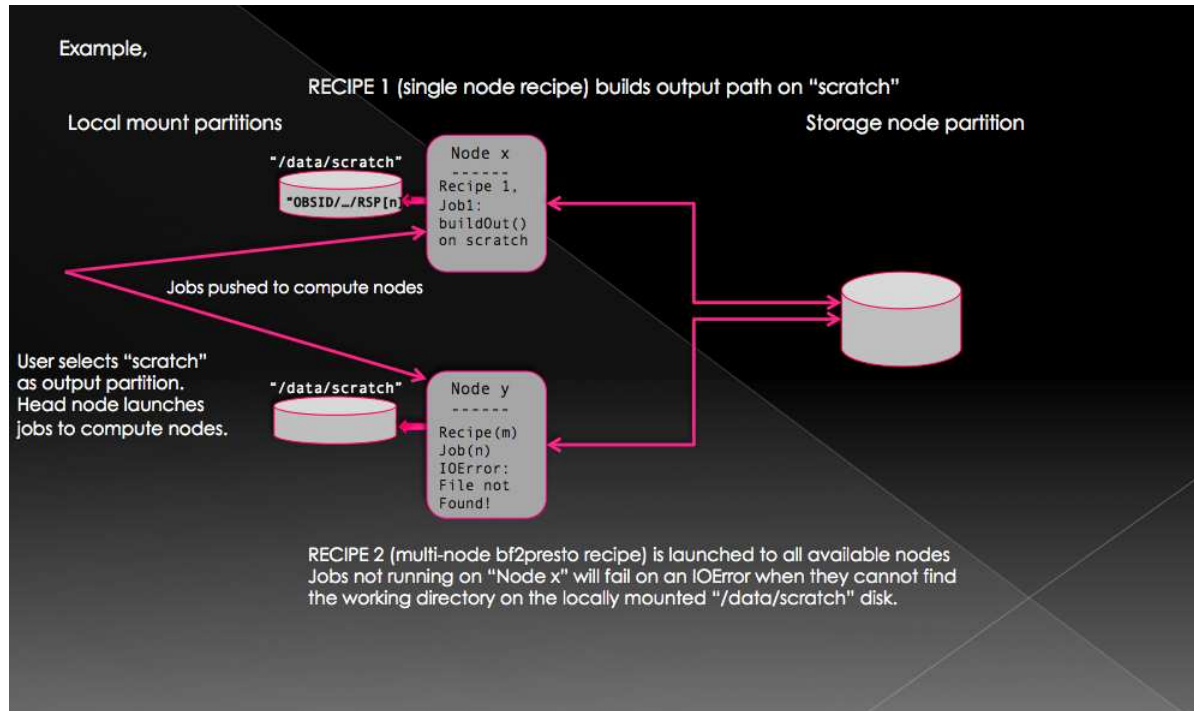 Example,
RECIPE 1 (single node recipe) builds output path on “scratch”
Local mount partitions
Storage node partition
“/data/scratch”
“OBSID/…/RSP[n]
Node x
------
Recipe 1,
Job1:
buildOut()
on scratch
Jobs pushed to compute nodes
User selects “scratch”
as output partition.
Head node launches
jobs to compute nodes.
“/data/scratch”
Node y
------
Recipe(m)
Job(n)
IOError:
File not
Found!
RECIPE 2 (multi-node bf2presto recipe) is launched to all available nodes
Jobs not running on “Node x” will fail on an IOError when they cannot find
the working directory on the locally mounted “/data/scratch” disk.